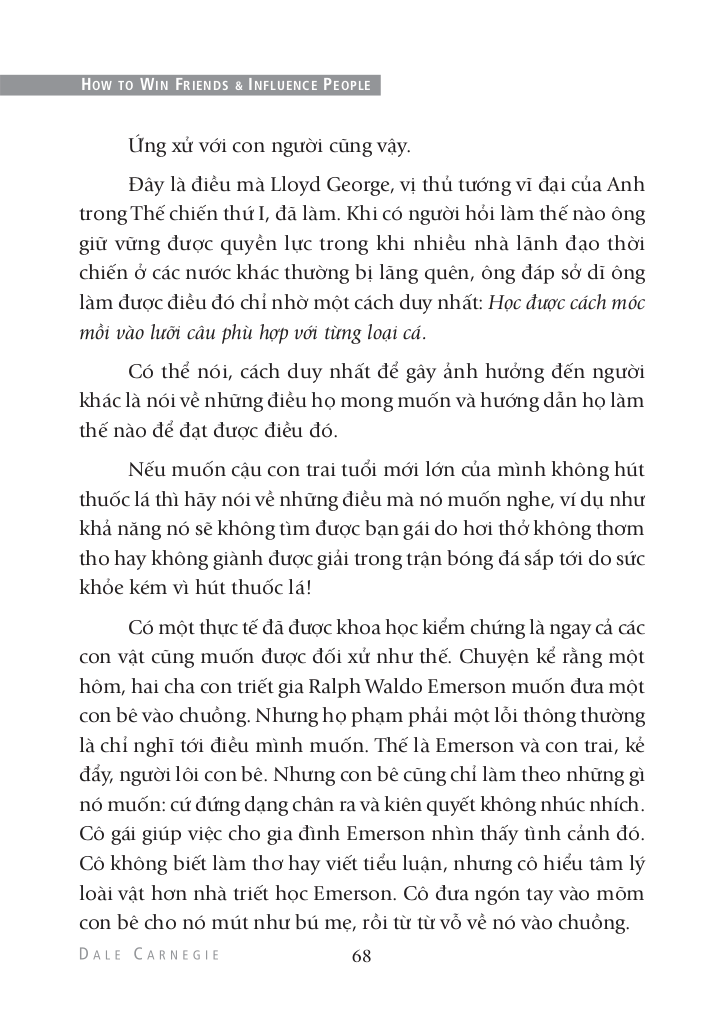 HOW TO WIN FRIENDS & INFLUENCE PEOPLE
Ứng xử với con người cũng vậy.
Đây là điều mà Lloyd George, vị thủ tướng vĩ đại của Anh
trong Thế chiến thứ I, đã làm. Khi có người hỏi làm thế nào ông
giữ vững được quyền lực trong khi nhiều nhà lãnh đạo thời
chiến ở các nước khác thường bị lãng quên, ông đáp sở dĩ ông
làm được điều đó chỉ nhờ một cách duy nhất: Học được cách móc
mồi vào lưỡi câu phù hợp với từng loại cá.
Có thể nói, cách duy nhất để gây ảnh hưởng đến người
khác là nói về những điều họ mong muốn và hướng dẫn họ làm
thế nào để đạt được điều đó.
Nếu muốn cậu con trai tuổi mới lớn của mình không hút
thuốc lá thì hãy nói về những điều mà nó muốn nghe, ví dụ như
khả năng nó sẽ không tìm được bạn gái do hơi thở không thơm
tho hay không giành được giải trong trận bóng đá sắp tới do sức
khỏe kém vì hút thuốc lá!
Có một thực tế đã được khoa học kiểm chứng là ngay cả các
con vật cũng muốn được đối xử như thế. Chuyện kể rằng một
hôm, hai cha con triết gia Ralph Waldo Emerson muốn đưa một
con bê vào chuồng. Nhưng họ phạm phải một lỗi thông thường
là chỉ nghĩ tới điều mình muốn. Thế là Emerson và con trai, kẻ
đẩy, người lôi con bê. Nhưng con bê cũng chỉ làm theo những gì
nó muốn: cứ đứng dạng chân ra và kiên quyết không nhúc nhích.
Cô gái giúp việc cho gia đình Emerson nhìn thấy tình cảnh đó.
Cô không biết làm thơ hay viết tiểu luận, nhưng cô hiểu tâm lý
loài vật hơn nhà triết học Emerson. Cô đưa ngón tay vào mõm
con bê cho nó mút như bú mẹ, rồi từ từ vỗ về nó vào chuồng.
DALE CARNEGIE 68